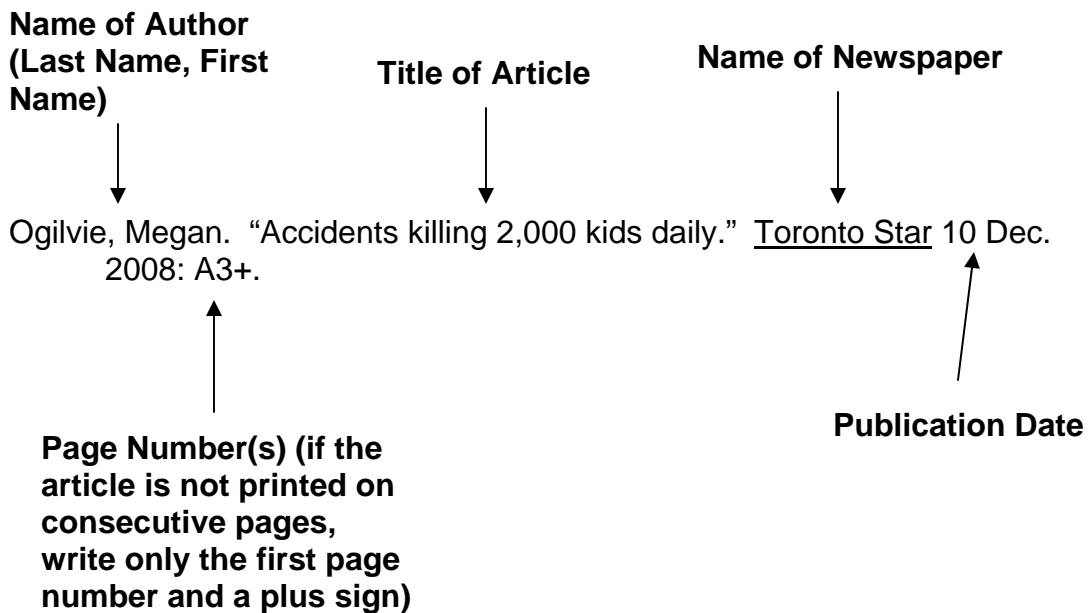 Name of Author
(Last Name, First
Name)
Title of Article
Name of Newspaper
Ogilvie, Megan.  “Accidents killing 2,000 kids daily.”  Toronto Star 10 Dec.
2008: A3+.
Page Number(s) (if the
article is not printed on
consecutive pages,
write only the first page
number and a plus sign)
Publication Date